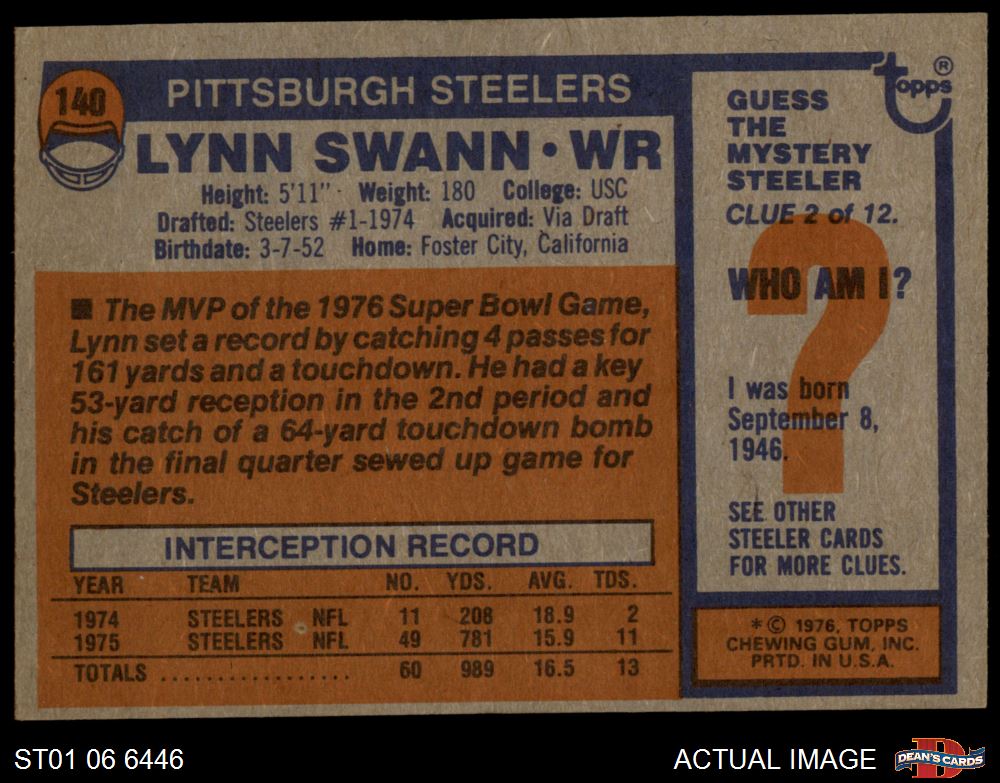 140
PITTSBURGH STEELERS
LYNN SWANN • WR
Height: 5'11" Weight: 180 College: USC
Drafted: Steelers #1-1974 Acquired: Via Draft
Birthdate: 3-7-52 Home: Foster City, California
■ The MVP of the 1976 Super Bowl Game,
Lynn set a record by catching 4 passes for
161 yards and a touchdown. He had a key
53-yard reception in the 2nd period and
his catch of a 64-yard touchdown bomb
in the final quarter sewed up game for
Steelers.
INTERCEPTION RECORD
YEAR TEAM NO. YDS. AVG. TDS.
1974 STEELERS NFL 11 208 18.9 2
1975 STEELERS NFL 49 781 15.9 11
TOTALS .................. 60 989 16.5 13
topps®
GUESS
THE
MYSTERY
STEELER
CLUE 2 of 12.
WHO AM I?
?
I was born
September 8,
1946.
SEE OTHER
STEELER CARDS
FOR MORE CLUES.
*© 1976, TOPPS
CHEWING GUM, INC.
PRTD. IN U.S.A.
ST01 06 6446
ACTUAL IMAGE
D
DEAN'S CARDS